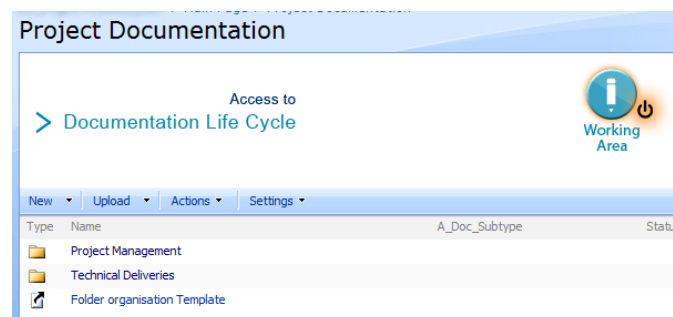 Project Documentation
Access to
Documentation Life Cycle
Working
Area
New Upload Actions Settings
Type Name A_Doc_Subtype Statu
Project Management
Technical Deliveries
Folder organisation Template